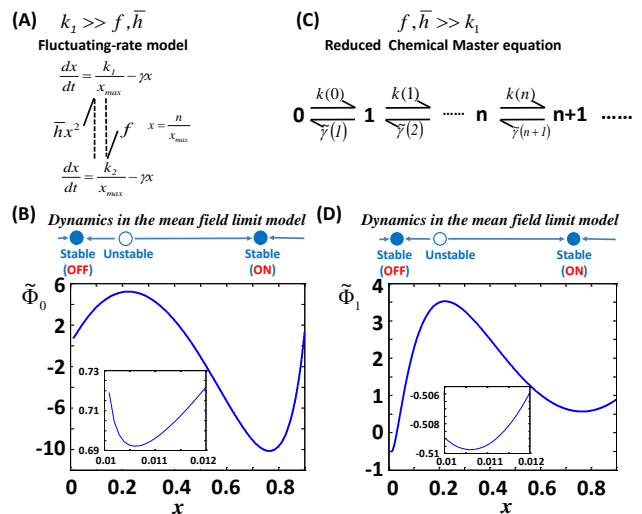 (A) k₁ >> f, h̅
Fluctuating-rate model
dx/dt = k₁/x_max − γx
h̅x² f x = n/x_max
dx/dt = k₂/x_max − γx
(C) f, h̅ >> k₁
Reduced Chemical Master equation
k(0) k(1) k(n)
0 1 ...... n n+1 ......
γ̃(1) γ̃(2) γ̃(n+1)
(B) Dynamics in the mean field limit model
Stable Unstable Stable
(OFF) (ON)
Φ̃₀
6
2
-2
-6
-10
0.73
0.71
0.69
0.01 0.011 0.012
0 0.2 0.4 0.6 0.8
x
(D) Dynamics in the mean field limit model
Stable Unstable Stable
(OFF) (ON)
Φ̃₁
4
3
2
1
0
-1
-0.506
-0.508
-0.51
0.01 0.011 0.012
0 0.2 0.4 0.6 0.8
x